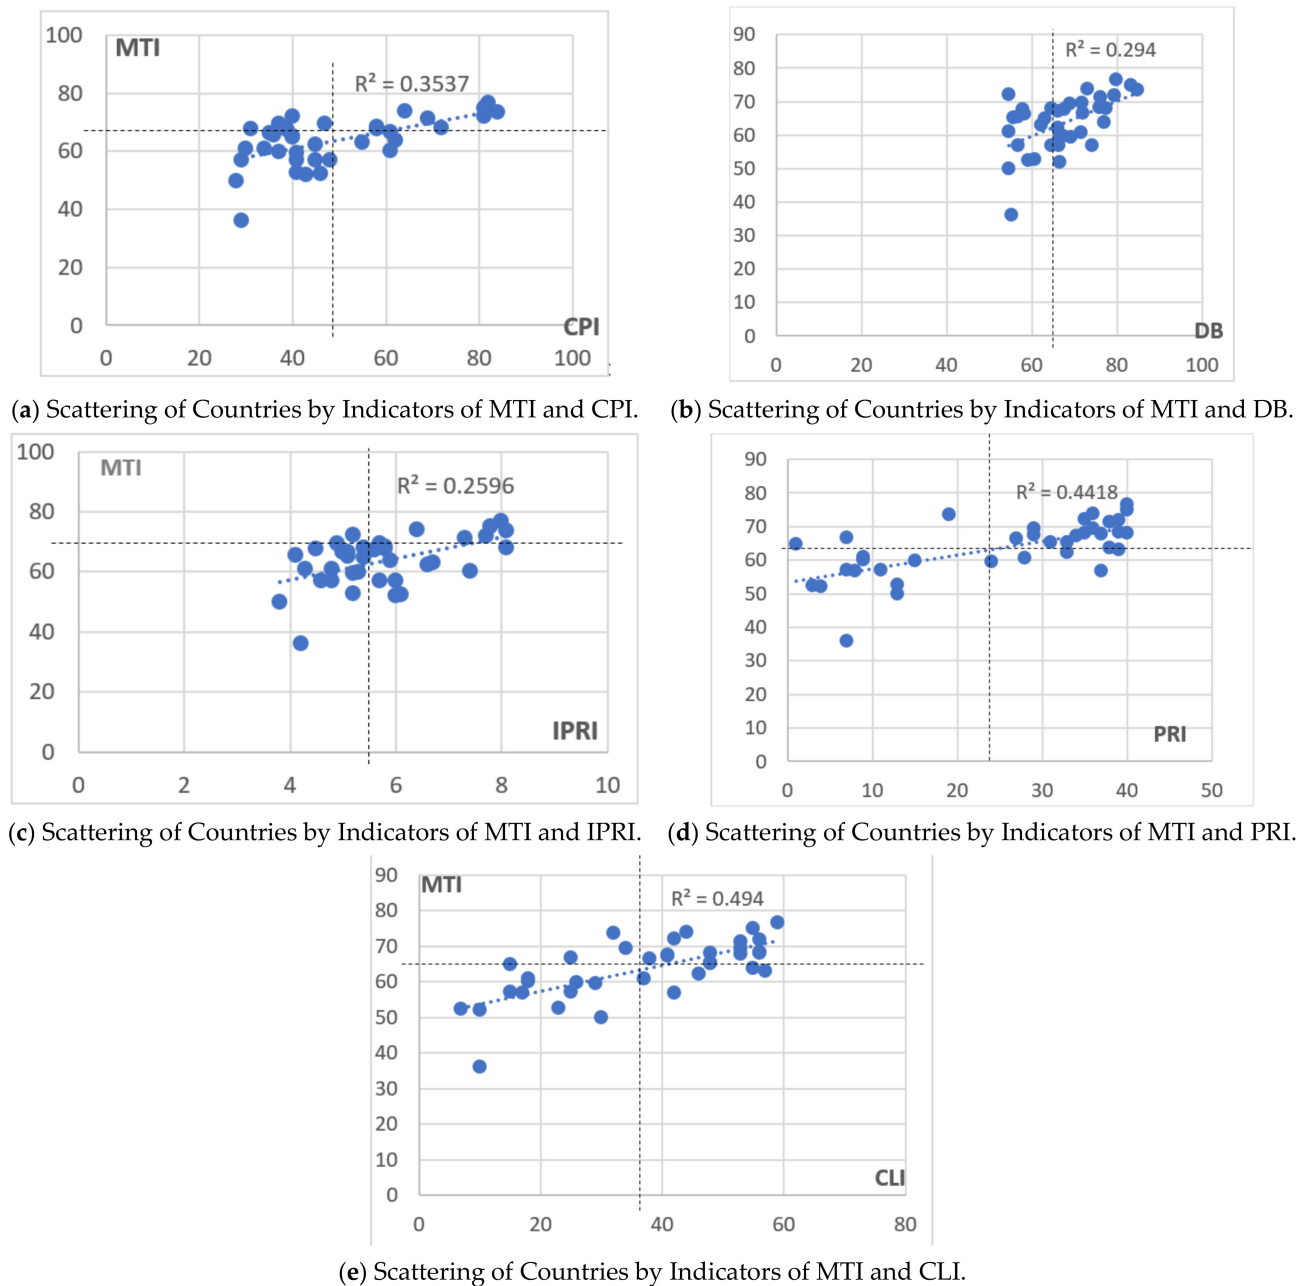 100
MTI
80
60
40
20
0
R² = 0.3537
CPI
0 20 40 60 80 100
90
80
70
60
50
40
30
20
10
0
R² = 0.294
DB
0 20 40 60 80 100
(a) Scattering of Countries by Indicators of MTI and CPI.
(b) Scattering of Countries by Indicators of MTI and DB.
100
MTI
80
60
40
20
0
R² = 0.2596
IPRI
0 2 4 6 8 10
90
80
70
60
50
40
30
20
10
0
R² = 0.4418
PRI
0 10 20 30 40 50
(c) Scattering of Countries by Indicators of MTI and IPRI.
(d) Scattering of Countries by Indicators of MTI and PRI.
90
MTI
80
70
60
50
40
30
20
10
0
R² = 0.494
CLI
0 20 40 60 80
(e) Scattering of Countries by Indicators of MTI and CLI.